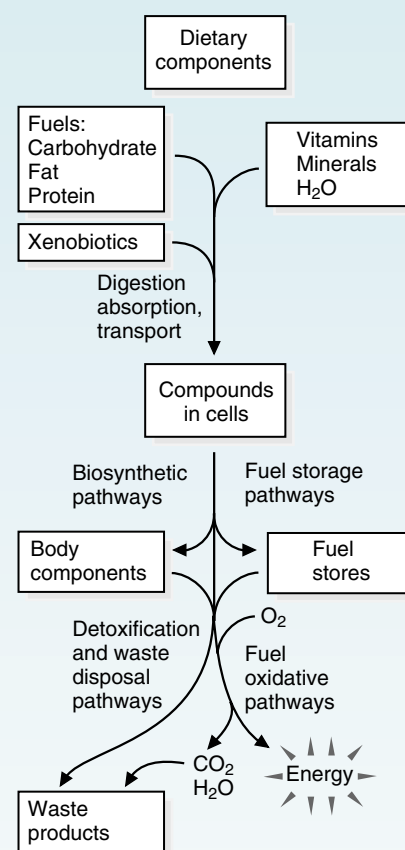 Dietary
components
Fuels:
Carbohydrate
Fat
Protein
Vitamins
Minerals
H₂O
Xenobiotics
Digestion
absorption,
transport
Compounds
in cells
Biosynthetic
pathways
Fuel storage
pathways
Body
components
Fuel
stores
O₂
Detoxification
and waste
disposal
pathways
Fuel
oxidative
pathways
CO₂
H₂O
Energy
Waste
products